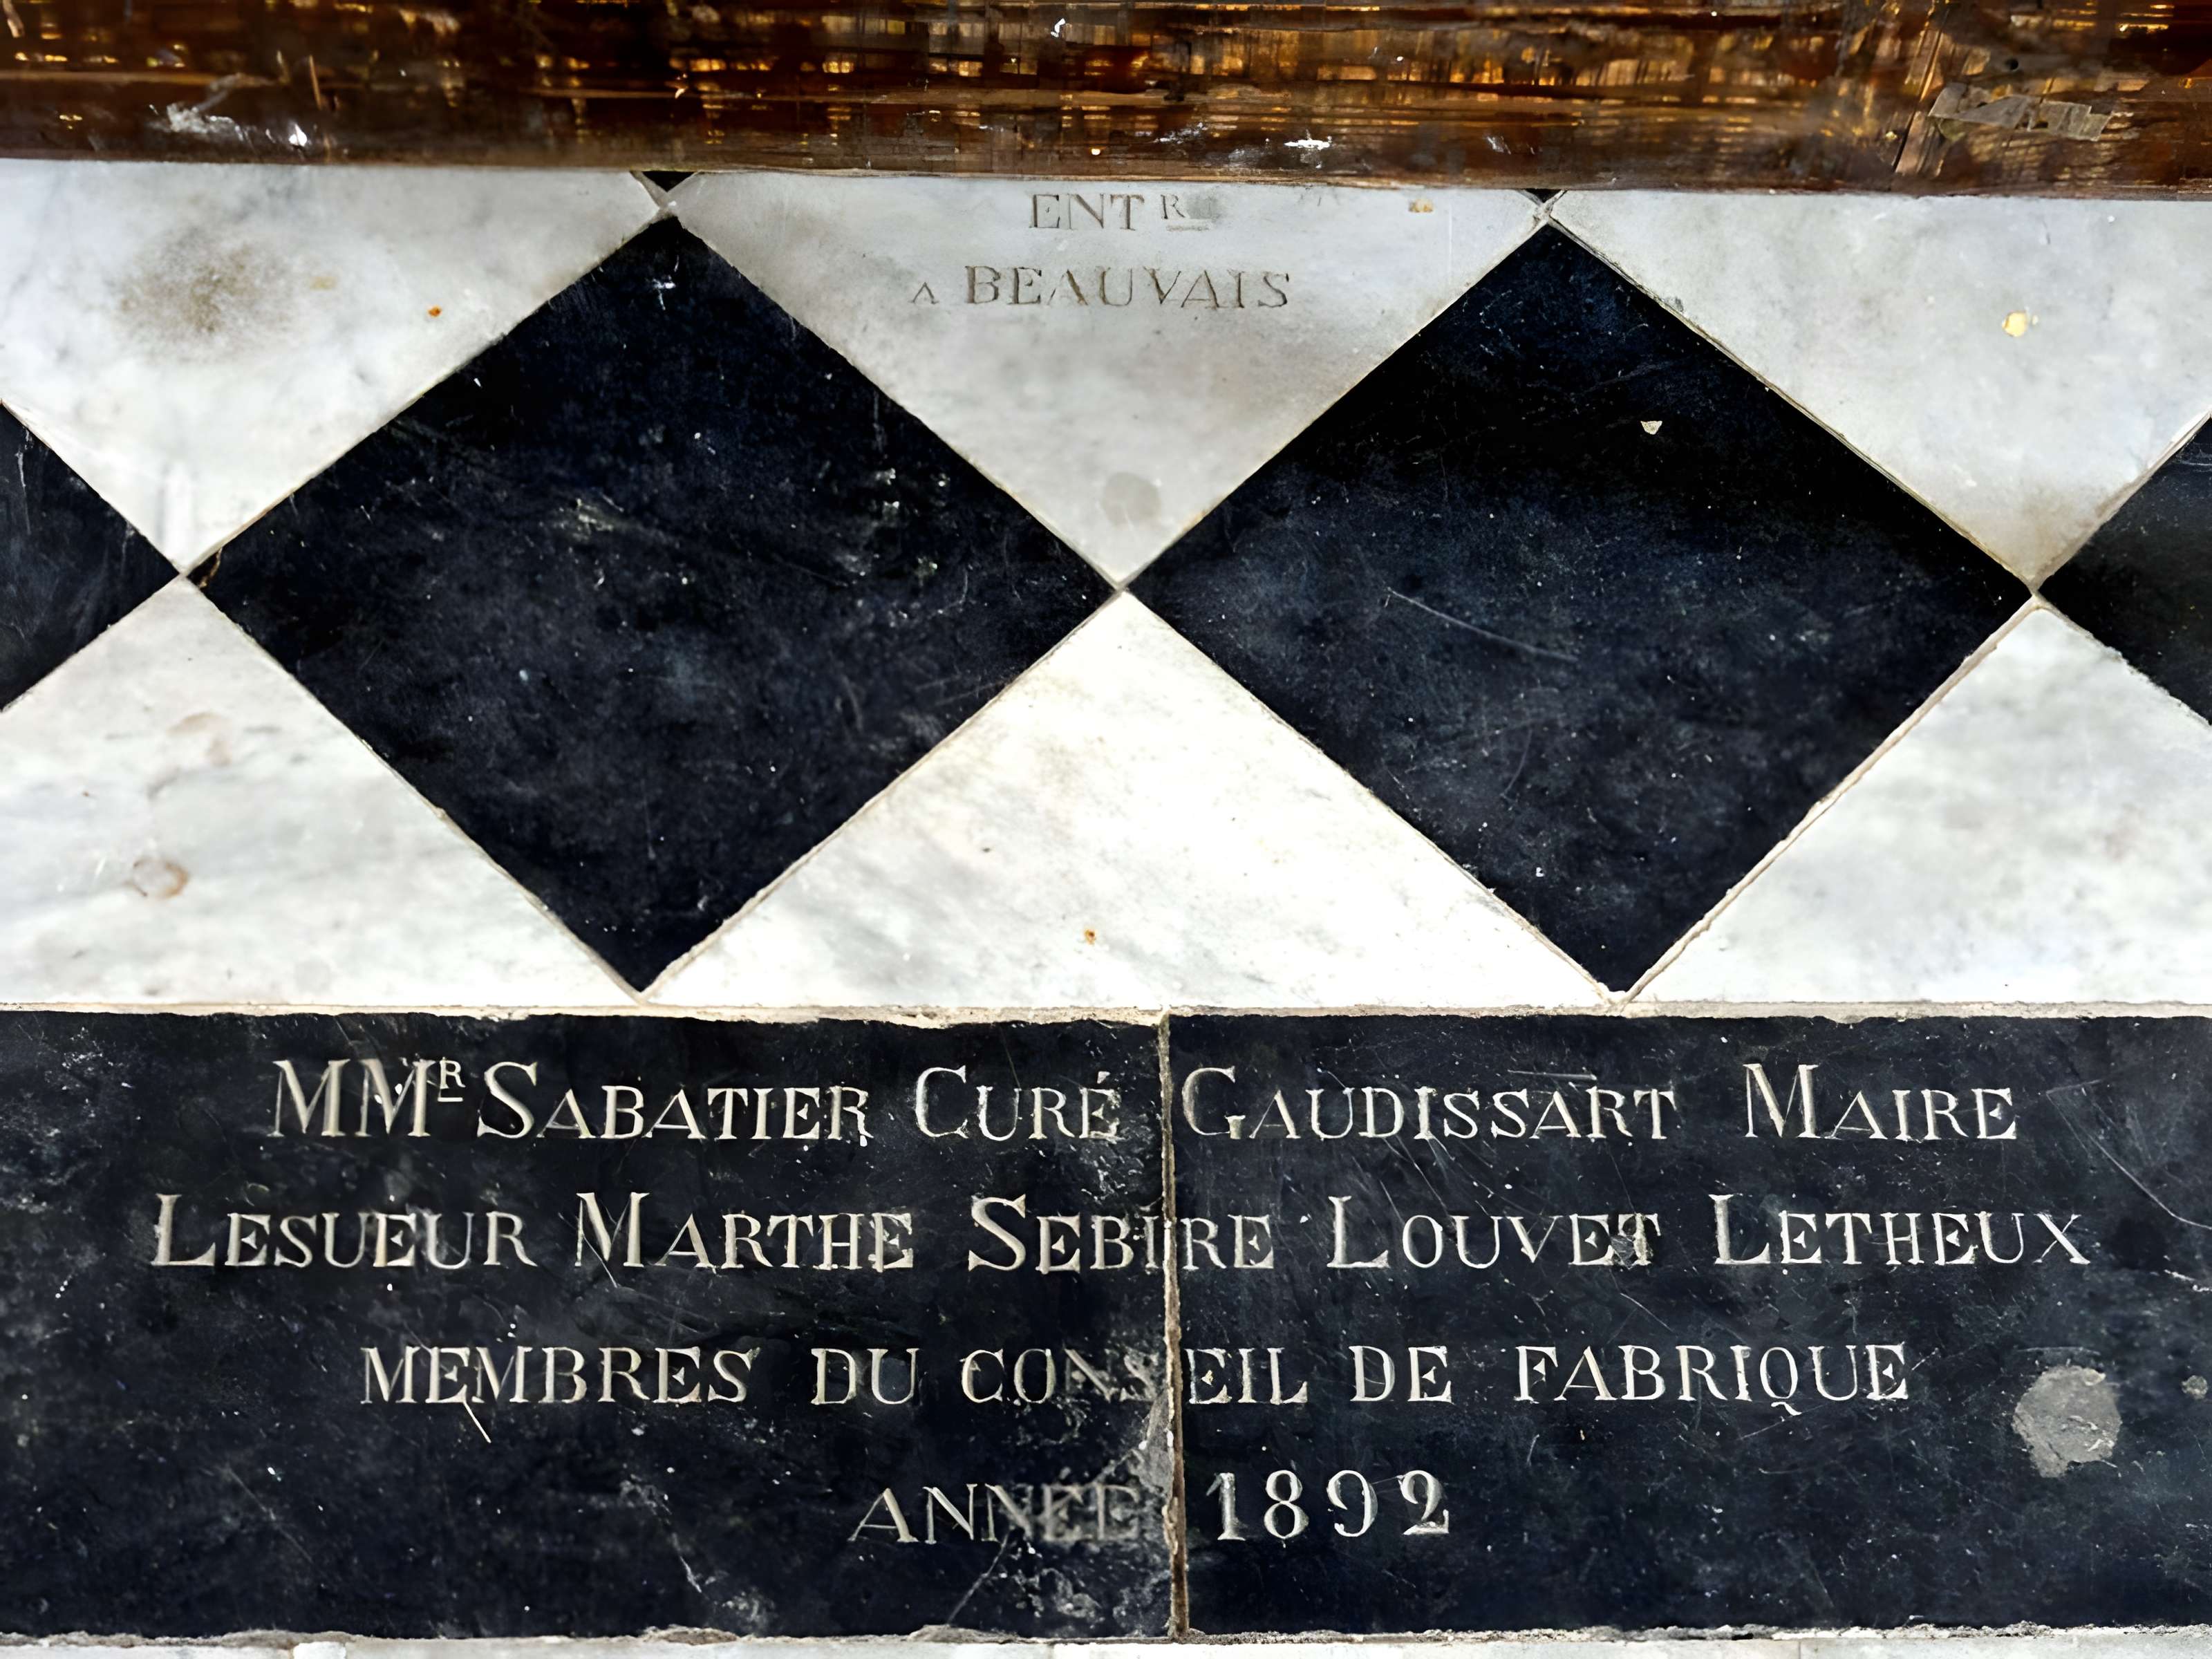 ENTR
A BEAUVAIS
MMR SABATIER CURÉ GAUDISSART MAIRE
LESUEUR MARTHE SEBIRE LOUVET LETHEUX
MEMBRES DU CONSEIL DE FABRIQUE
ANNÉE 1892